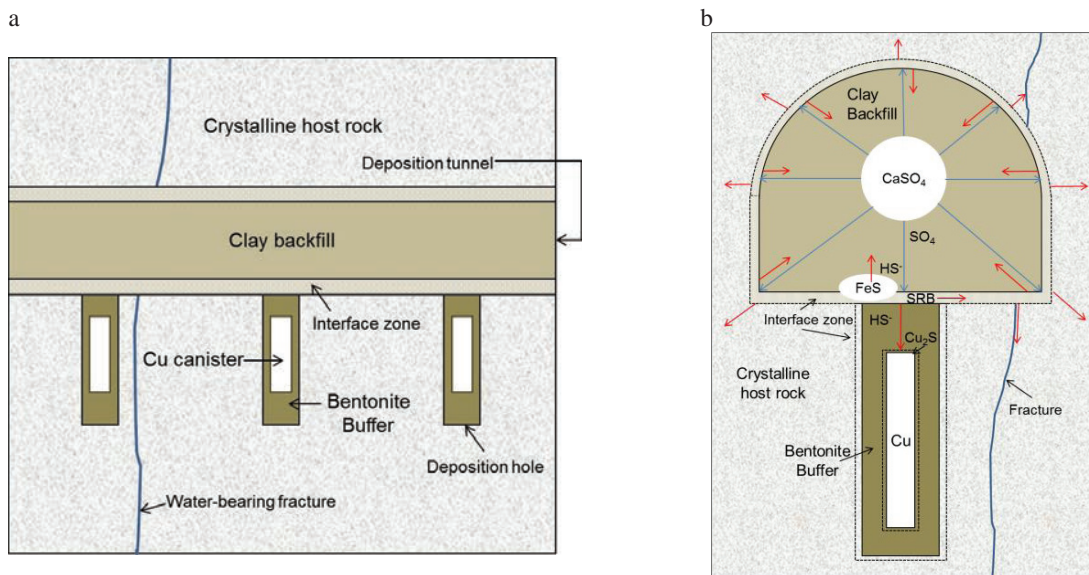 a
Crystalline host rock
Deposition tunnel
Clay backfill
Interface zone
Cu canister
Bentonite
Buffer
Deposition hole
Water-bearing fracture
b
Clay
Backfill
CaSO4
SO4
HS-
FeS
SRB
Interface zone
HS-
Cu2S
Crystalline
host rock
Fracture
Cu
Bentonite
Buffer